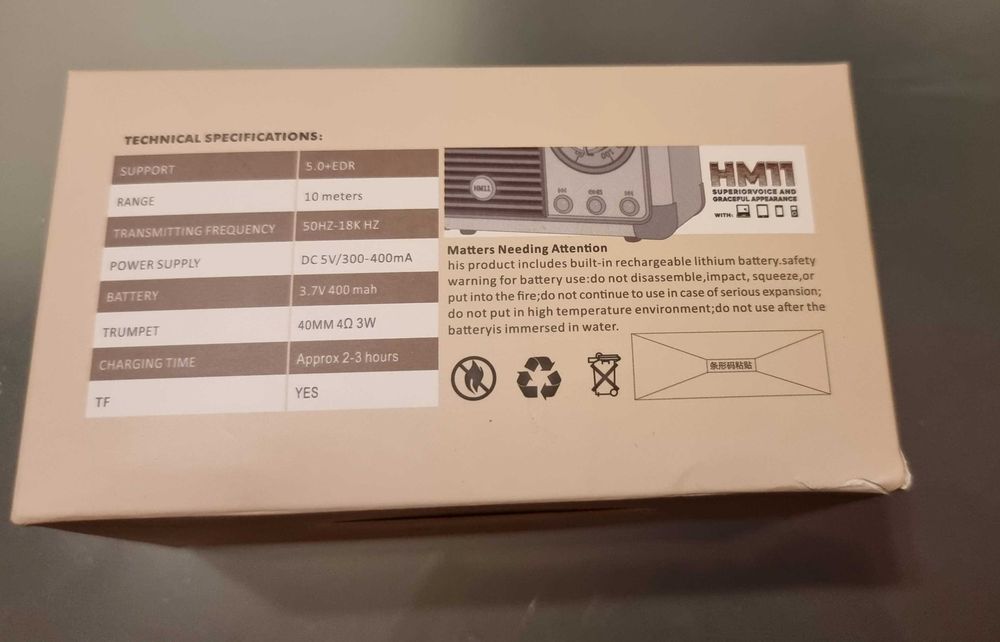 TECHNICAL SPECIFICATIONS:
SUPPORT 5.0+EDR
RANGE 10 meters
TRANSMITTING FREQUENCY 50HZ-18K HZ
POWER SUPPLY DC 5V/300-400mA
BATTERY 3.7V 400 mah
TRUMPET 40MM 4Ω 3W
CHARGING TIME Approx 2-3 hours
TF YES
HM11
HM11
SUPERIORVOICE AND
GRACEFUL APPEARANCE
WITH:
Matters Needing Attention
his product includes built-in rechargeable lithium battery.safety
warning for battery use:do not disassemble,impact, squeeze,or
put into the fire;do not continue to use in case of serious expansion;
do not put in high temperature environment;do not use after the
batteryis immersed in water.
条形码粘贴